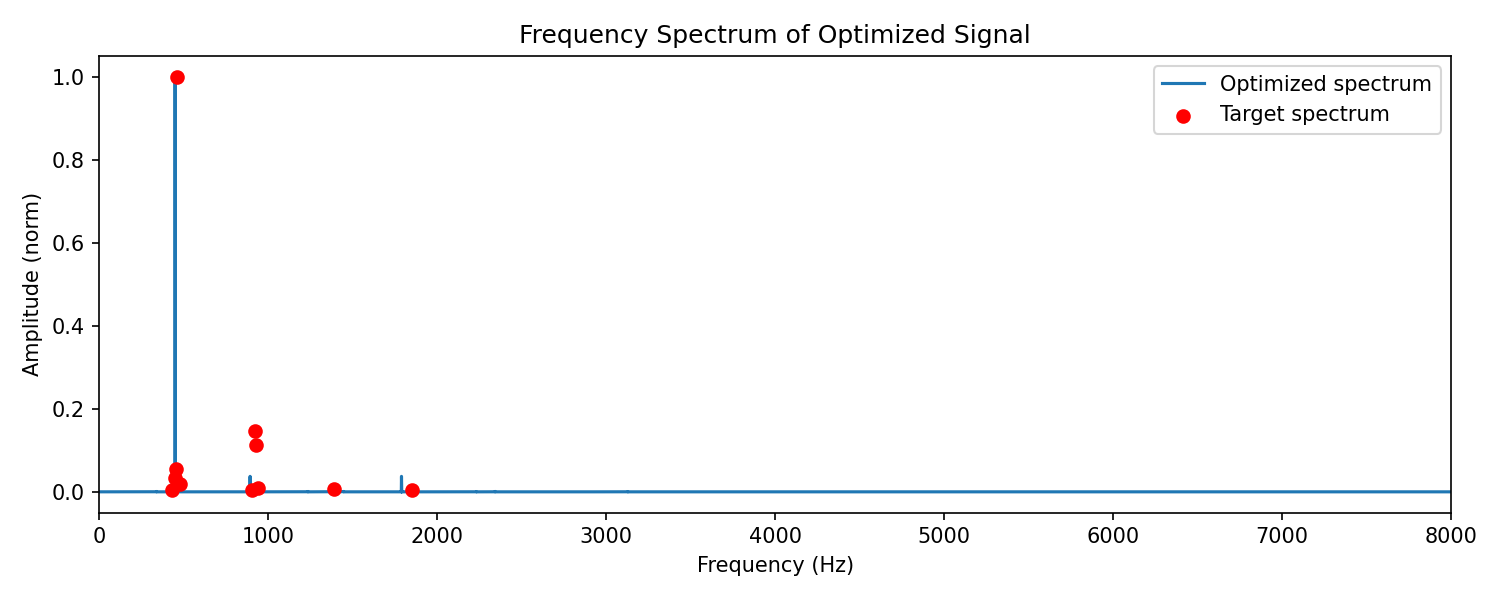 Frequency Spectrum of Optimized Signal
Optimized spectrum
Target spectrum
Amplitude (norm)
1.0
0.8
0.6
0.4
0.2
0.0
0 1000 2000 3000 4000 5000 6000 7000 8000
Frequency (Hz)